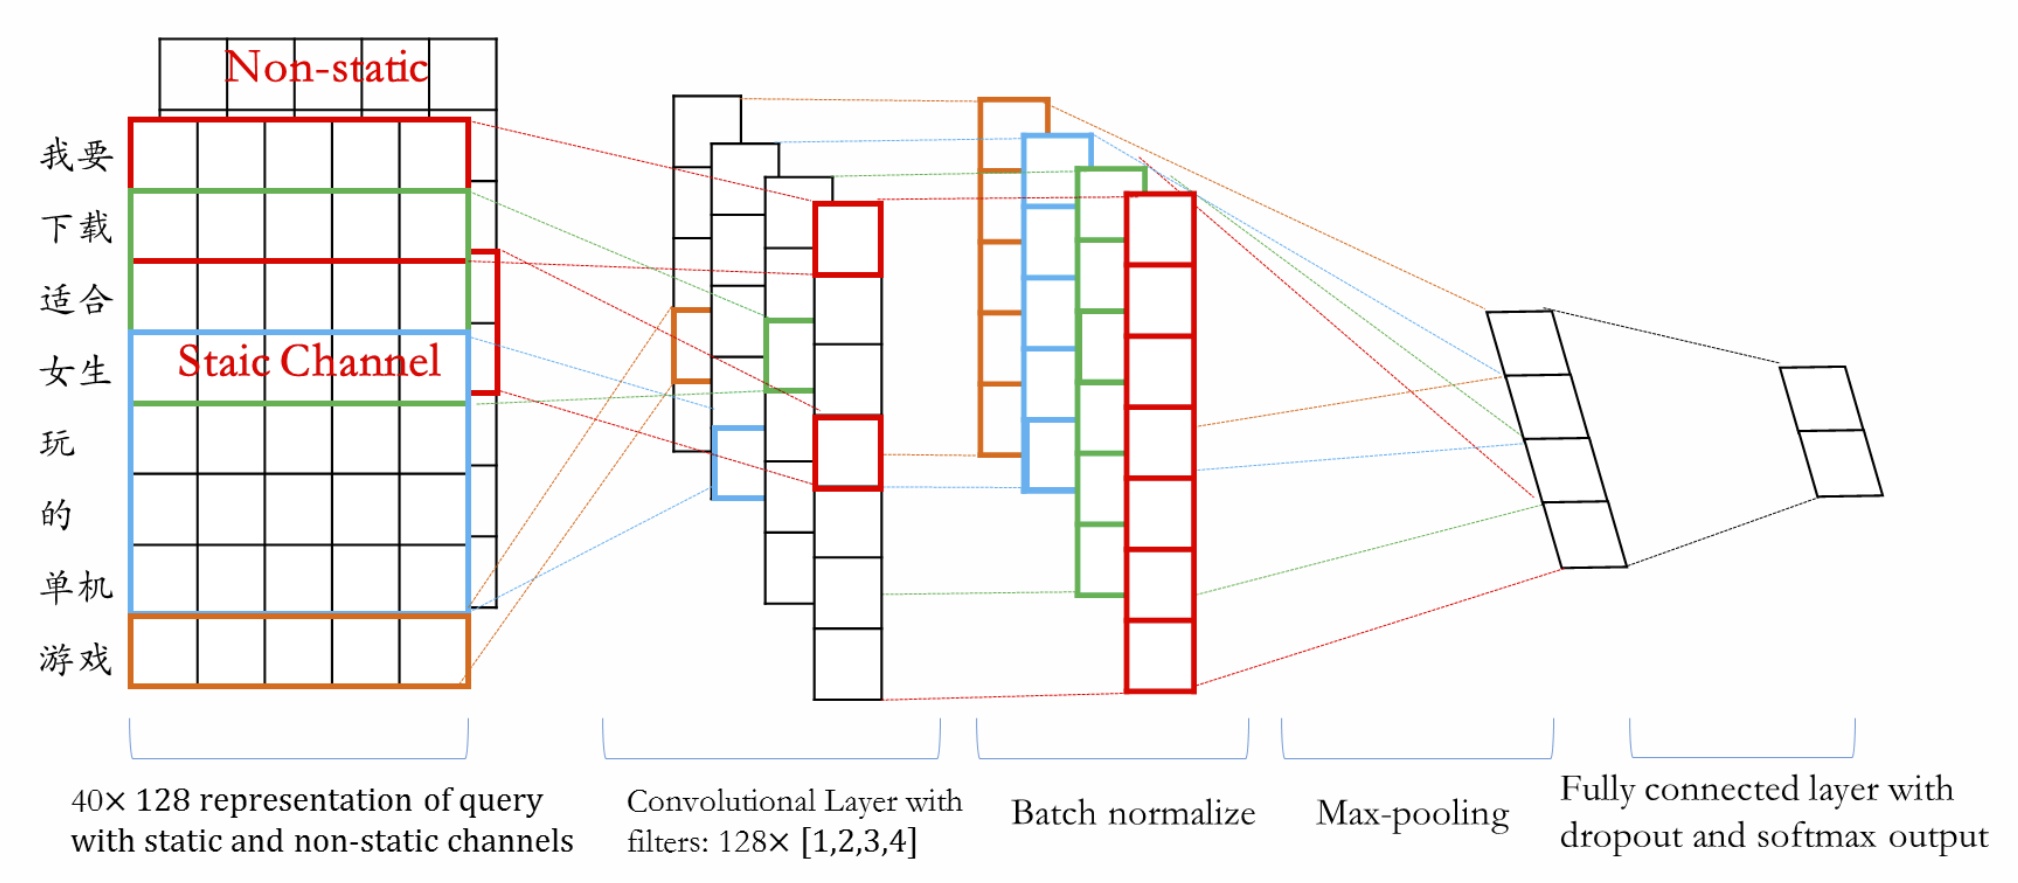 Non-static
我要
下载
适合
女生
玩
的
单机
游戏
Staic Channel
40× 128 representation of query
with static and non-static channels
Convolutional Layer with
filters: 128× [1,2,3,4]
Batch normalize
Max-pooling
Fully connected layer with
dropout and softmax output